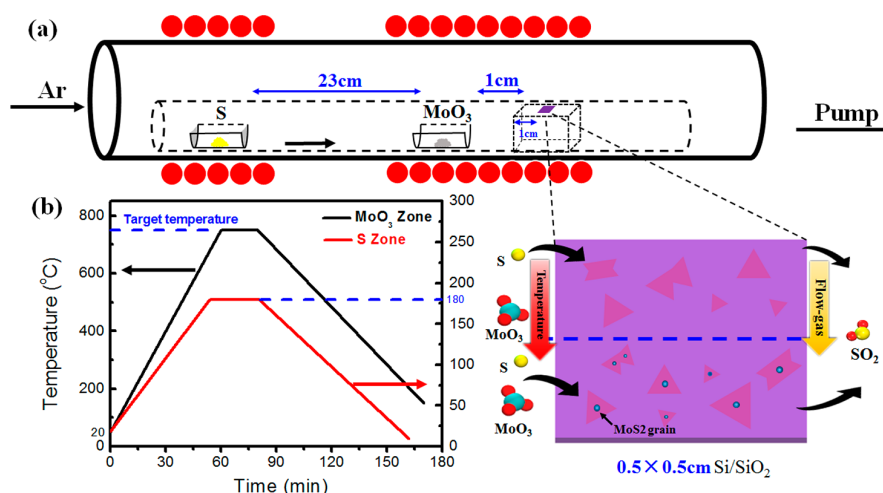 (a)
Ar
S
23cm
MoO3
1cm
1cm
Pump
(b)
Temperature (°C)
800
600
400
200
20
Target temperature
MoO3 Zone
S Zone
300
250
200
180
150
100
50
0
0 30 60 90 120 150 180
Time (min)
S
MoO3
Temperature
S
MoO3
Flow-gas
SO2
MoS2 grain
0.5×0.5cm Si/SiO2